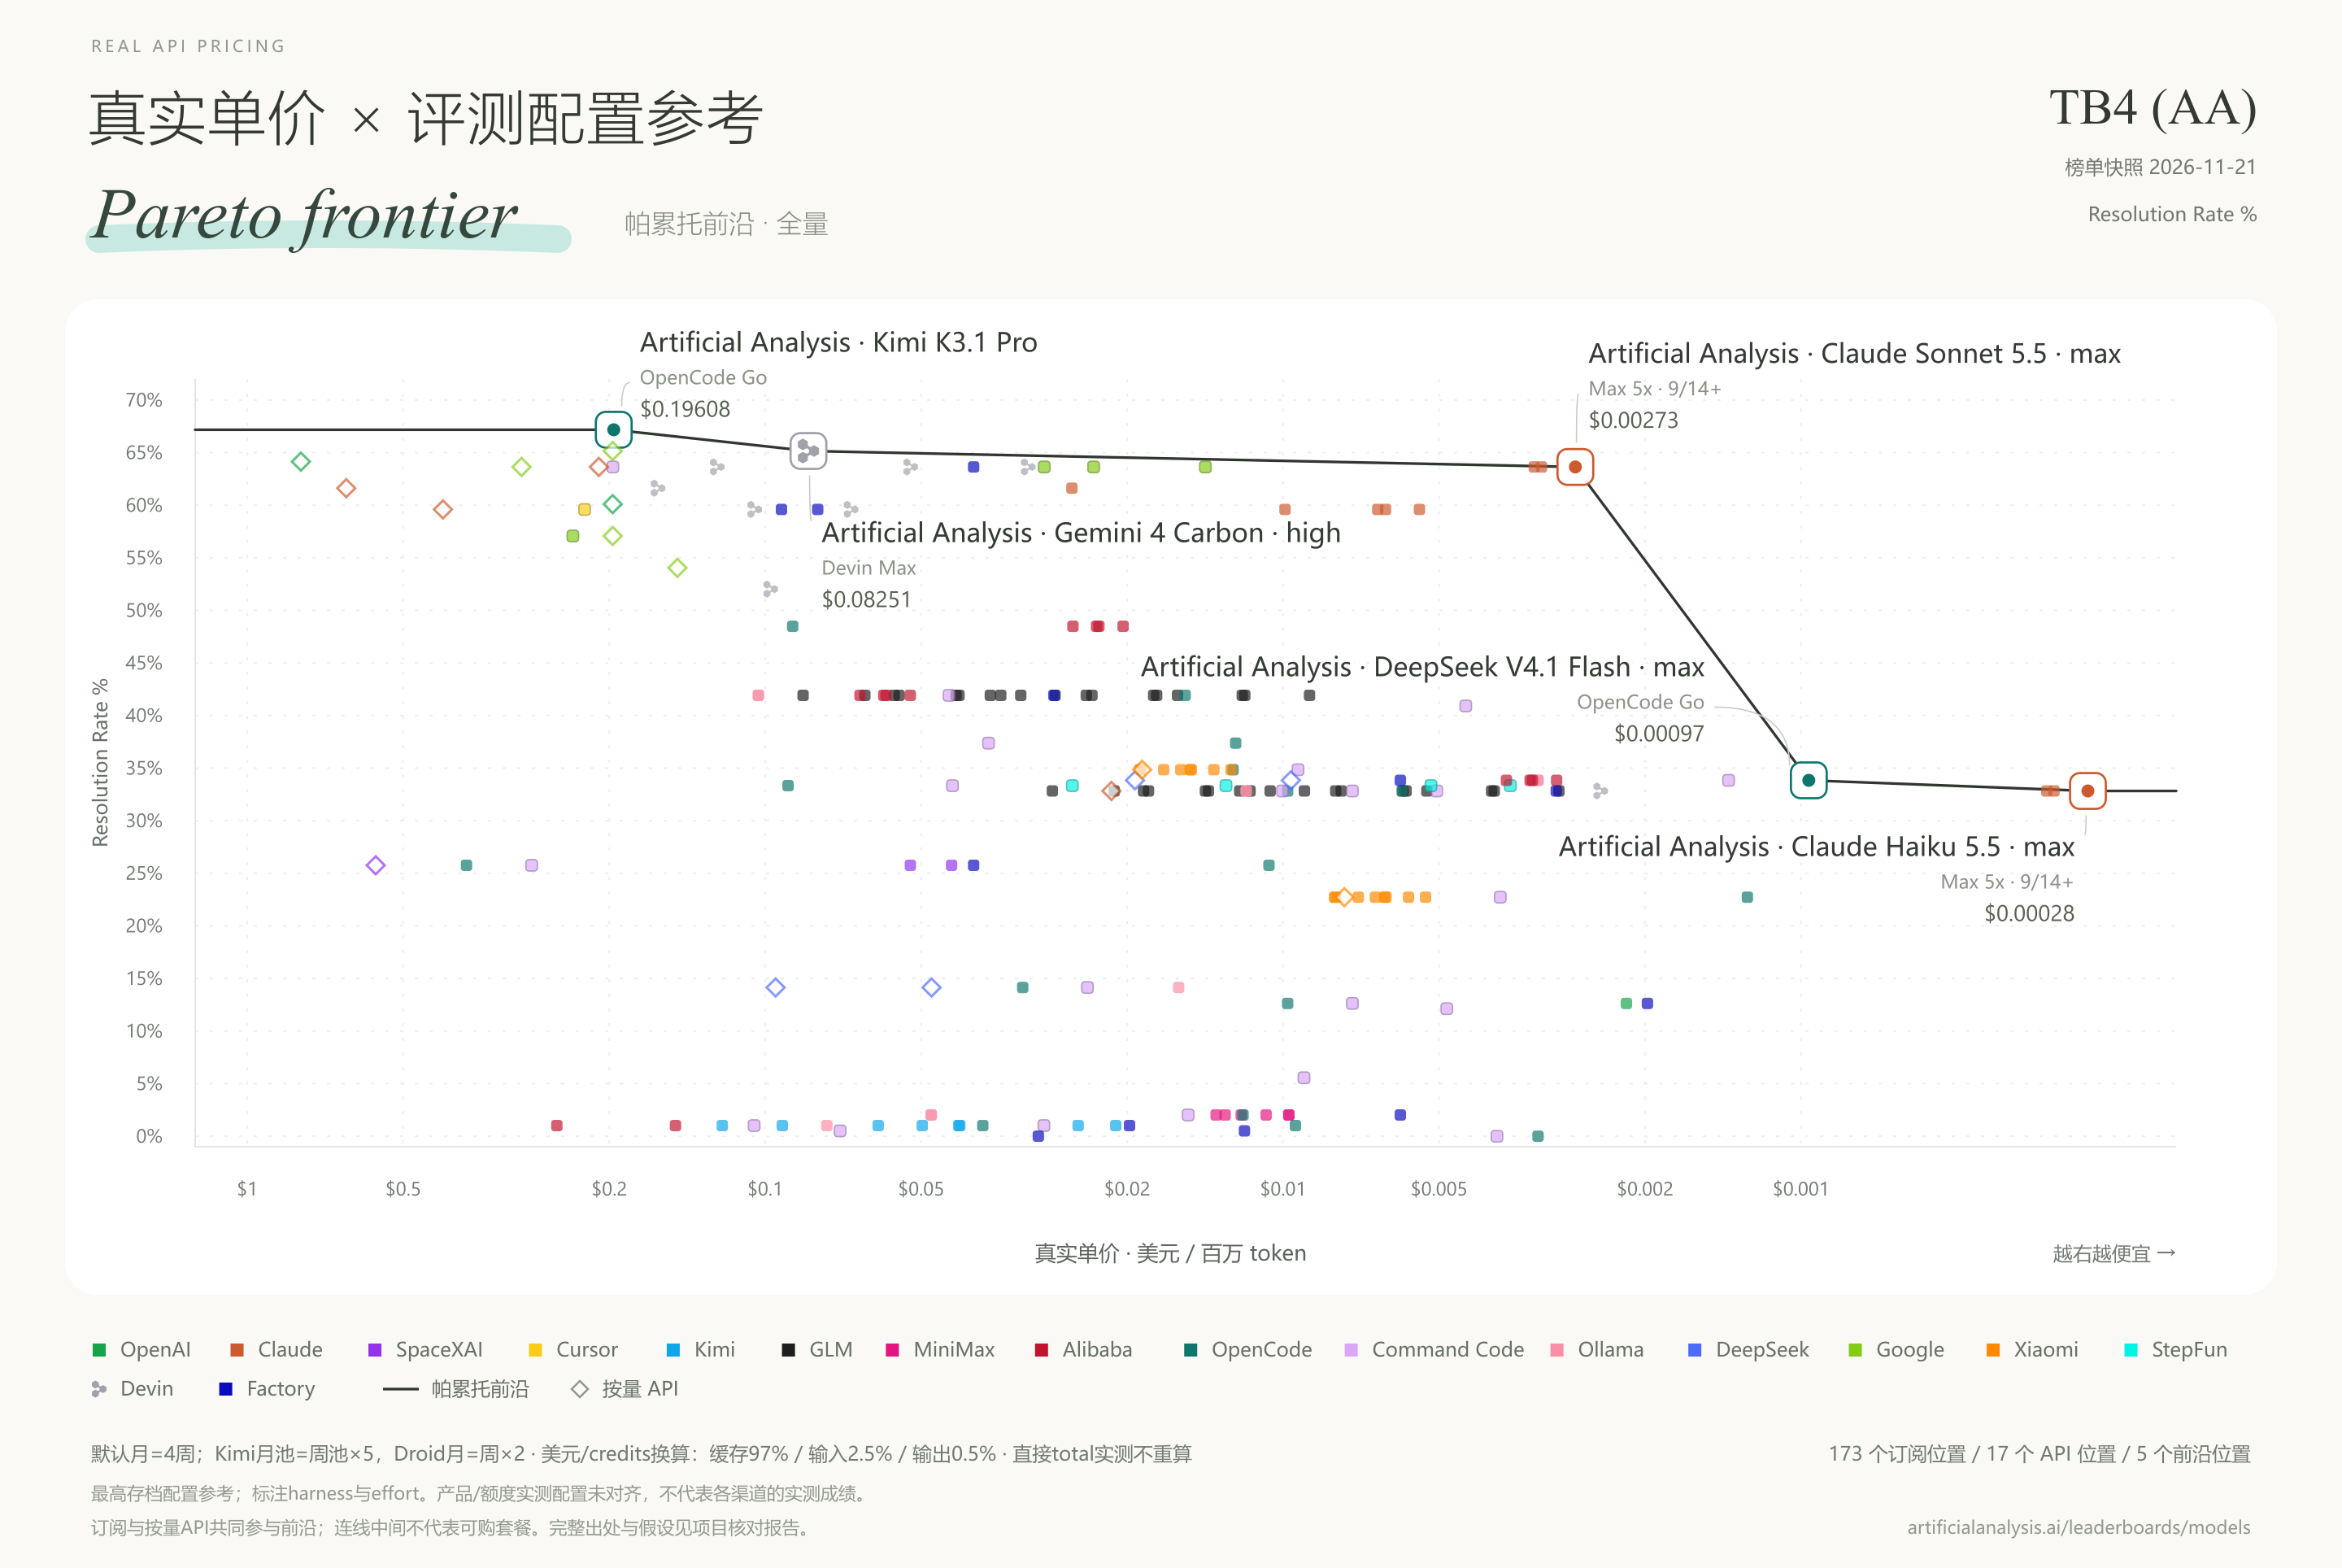 REAL API PRICING
真实单价 × 评测配置参考
Pareto frontier
帕累托前沿 · 全量
TB4 (AA)
榜单快照 2026-11-21
Resolution Rate %
Artificial Analysis · Kimi K3.1 Pro
OpenCode Go
$0.19608
Artificial Analysis · Claude Sonnet 5.5 · max
Max 5x · 9/14+
$0.00273
Artificial Analysis · Gemini 4 Carbon · high
Devin Max
$0.08251
Artificial Analysis · DeepSeek V4.1 Flash · max
OpenCode Go
$0.00097
Artificial Analysis · Claude Haiku 5.5 · max
Max 5x · 9/14+
$0.00028
Resolution Rate %
70%
65%
60%
55%
50%
45%
40%
35%
30%
25%
20%
15%
10%
5%
0%
$1 $0.5 $0.2 $0.1 $0.05 $0.02 $0.01 $0.005 $0.002 $0.001
真实单价 · 美元 / 百万 token
越右越便宜 →
OpenAI Claude SpaceXAI Cursor Kimi GLM MiniMax Alibaba OpenCode Command Code Ollama DeepSeek Google Xiaomi StepFun
Devin Factory 帕累托前沿 按量 API
默认月=4周；Kimi月池=周池×5，Droid月=周×2 · 美元/credits换算：缓存97% / 输入2.5% / 输出0.5% · 直接total实测不重算
173 个订阅位置 / 17 个 API 位置 / 5 个前沿位置
最高存档配置参考；标注harness与effort。产品/额度实测配置未对齐，不代表各渠道的实测成绩。
订阅与按量API共同参与前沿；连线中间不代表可购套餐。完整出处与假设见项目核对报告。
artificialanalysis.ai/leaderboards/models